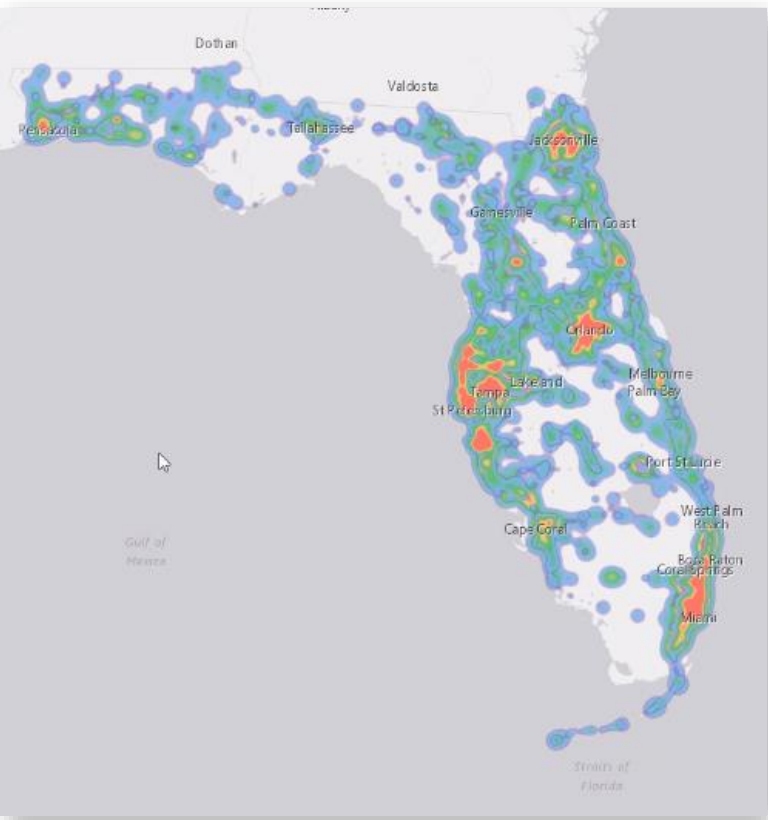 Dothan
Valdosta
Pensacola
Tallahassee
Jacksonville
Gainesville
Palm Coast
Orlando
Melbourne
Lakeland
Palm Bay
Tampa
St Petersburg
Port St Lucie
West Palm
Beach
Cape Coral
Boca Raton
Coral Springs
Miami
Gulf of
Mexico
Straits of
Florida